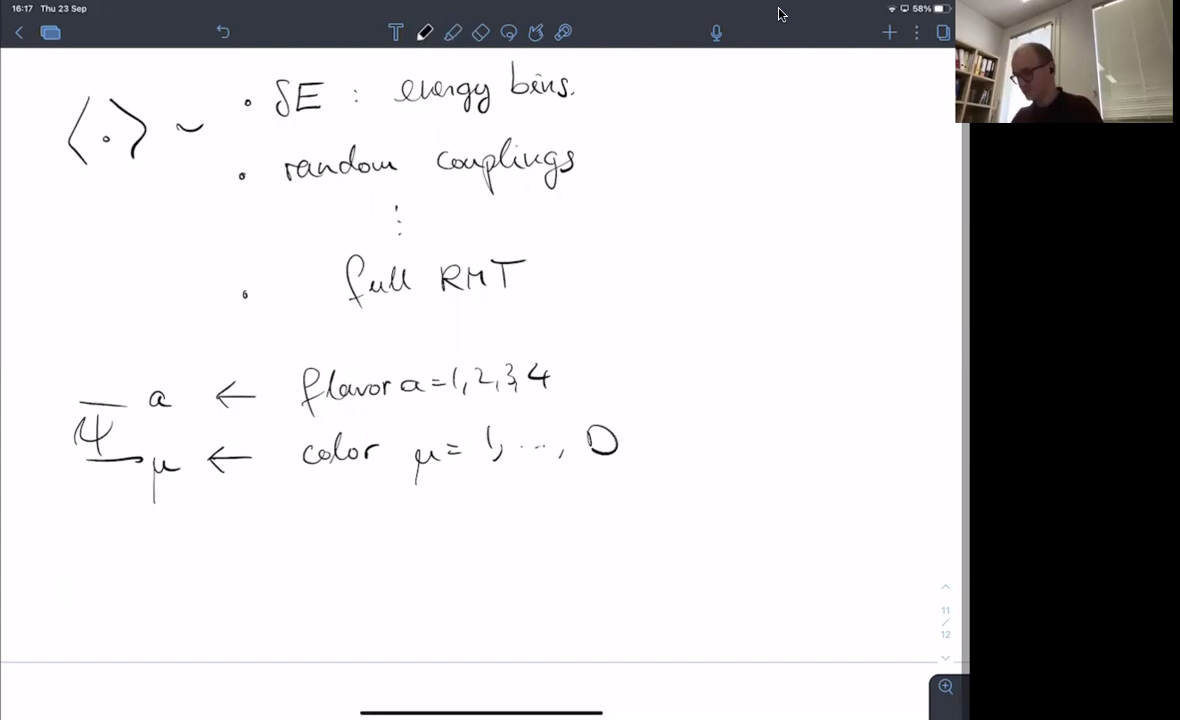 16:17 Thu 23 Sep
58%
⟨·⟩ ~ • δE : energy bins.
• random couplings
⋮
• full RMT
Ψ a ← flavor a=1,2,3,4
μ ← color μ= 1, ..., D
11
/
12